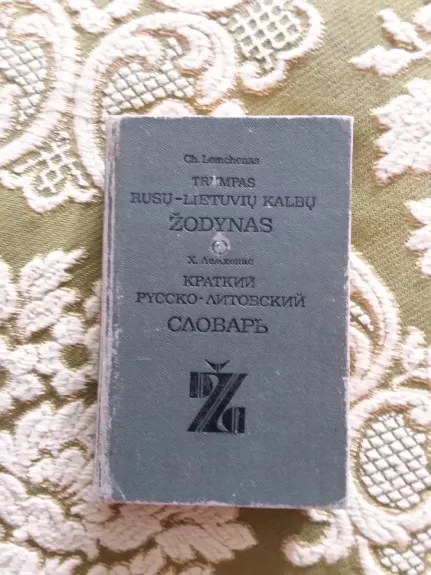 Ch. Lemchenas
TRUMPAS
RUSŲ-LIETUVIŲ KALBŲ
ŽODYNAS
Х. Лемхенас
КРАТКИЙ
РУССКО-ЛИТОВСКИЙ
СЛОВАРЬ